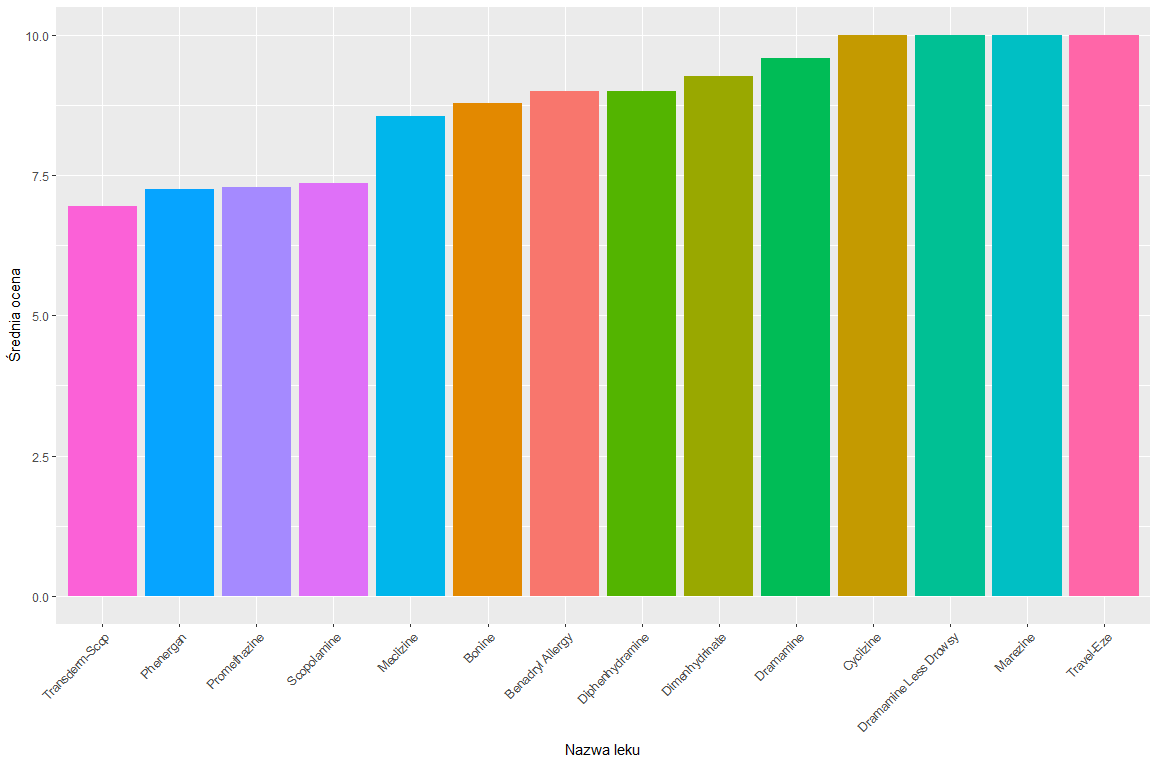 Średnia ocena
10.0
7.5
5.0
2.5
0.0
Transderm-Scop
Phenergan
Promethazine
Scopolamine
Meclizine
Bonine
Benadryl Allergy
Diphenhydramine
Dimenhydrinate
Dramamine
Cyclizine
Dramamine Less Drowsy
Marezine
Travel-Eze
Nazwa leku